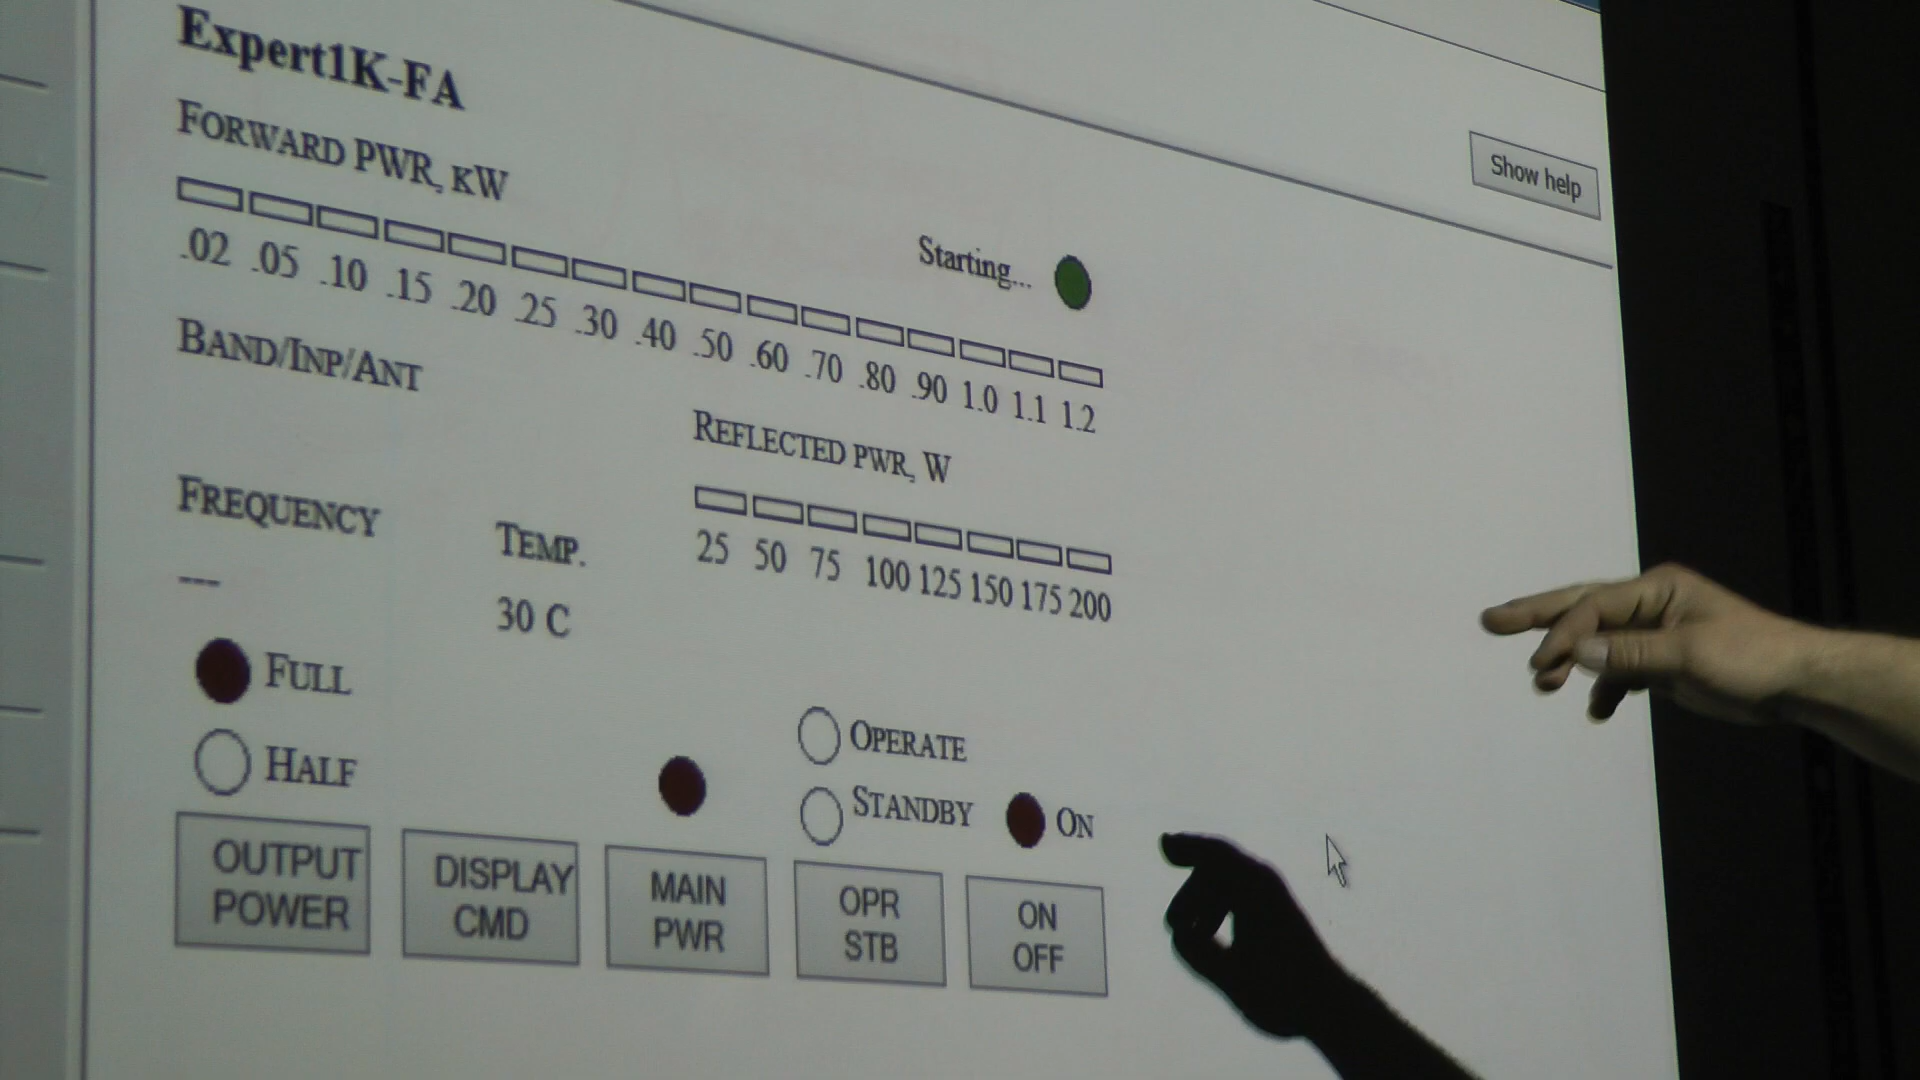 Expert1K-FA
Show help
FORWARD PWR, KW
Starting...
.02 .05 .10 .15 .20 .25 .30 .40 .50 .60 .70 .80 .90 1.0 1.1 1.2
BAND/INP/ANT
REFLECTED PWR, W
25 50 75 100 125 150 175 200
FREQUENCY
---
TEMP.
30 C
FULL
HALF
OPERATE
STANDBY
ON
OUTPUT
POWER
DISPLAY
CMD
MAIN
PWR
OPR
STB
ON
OFF